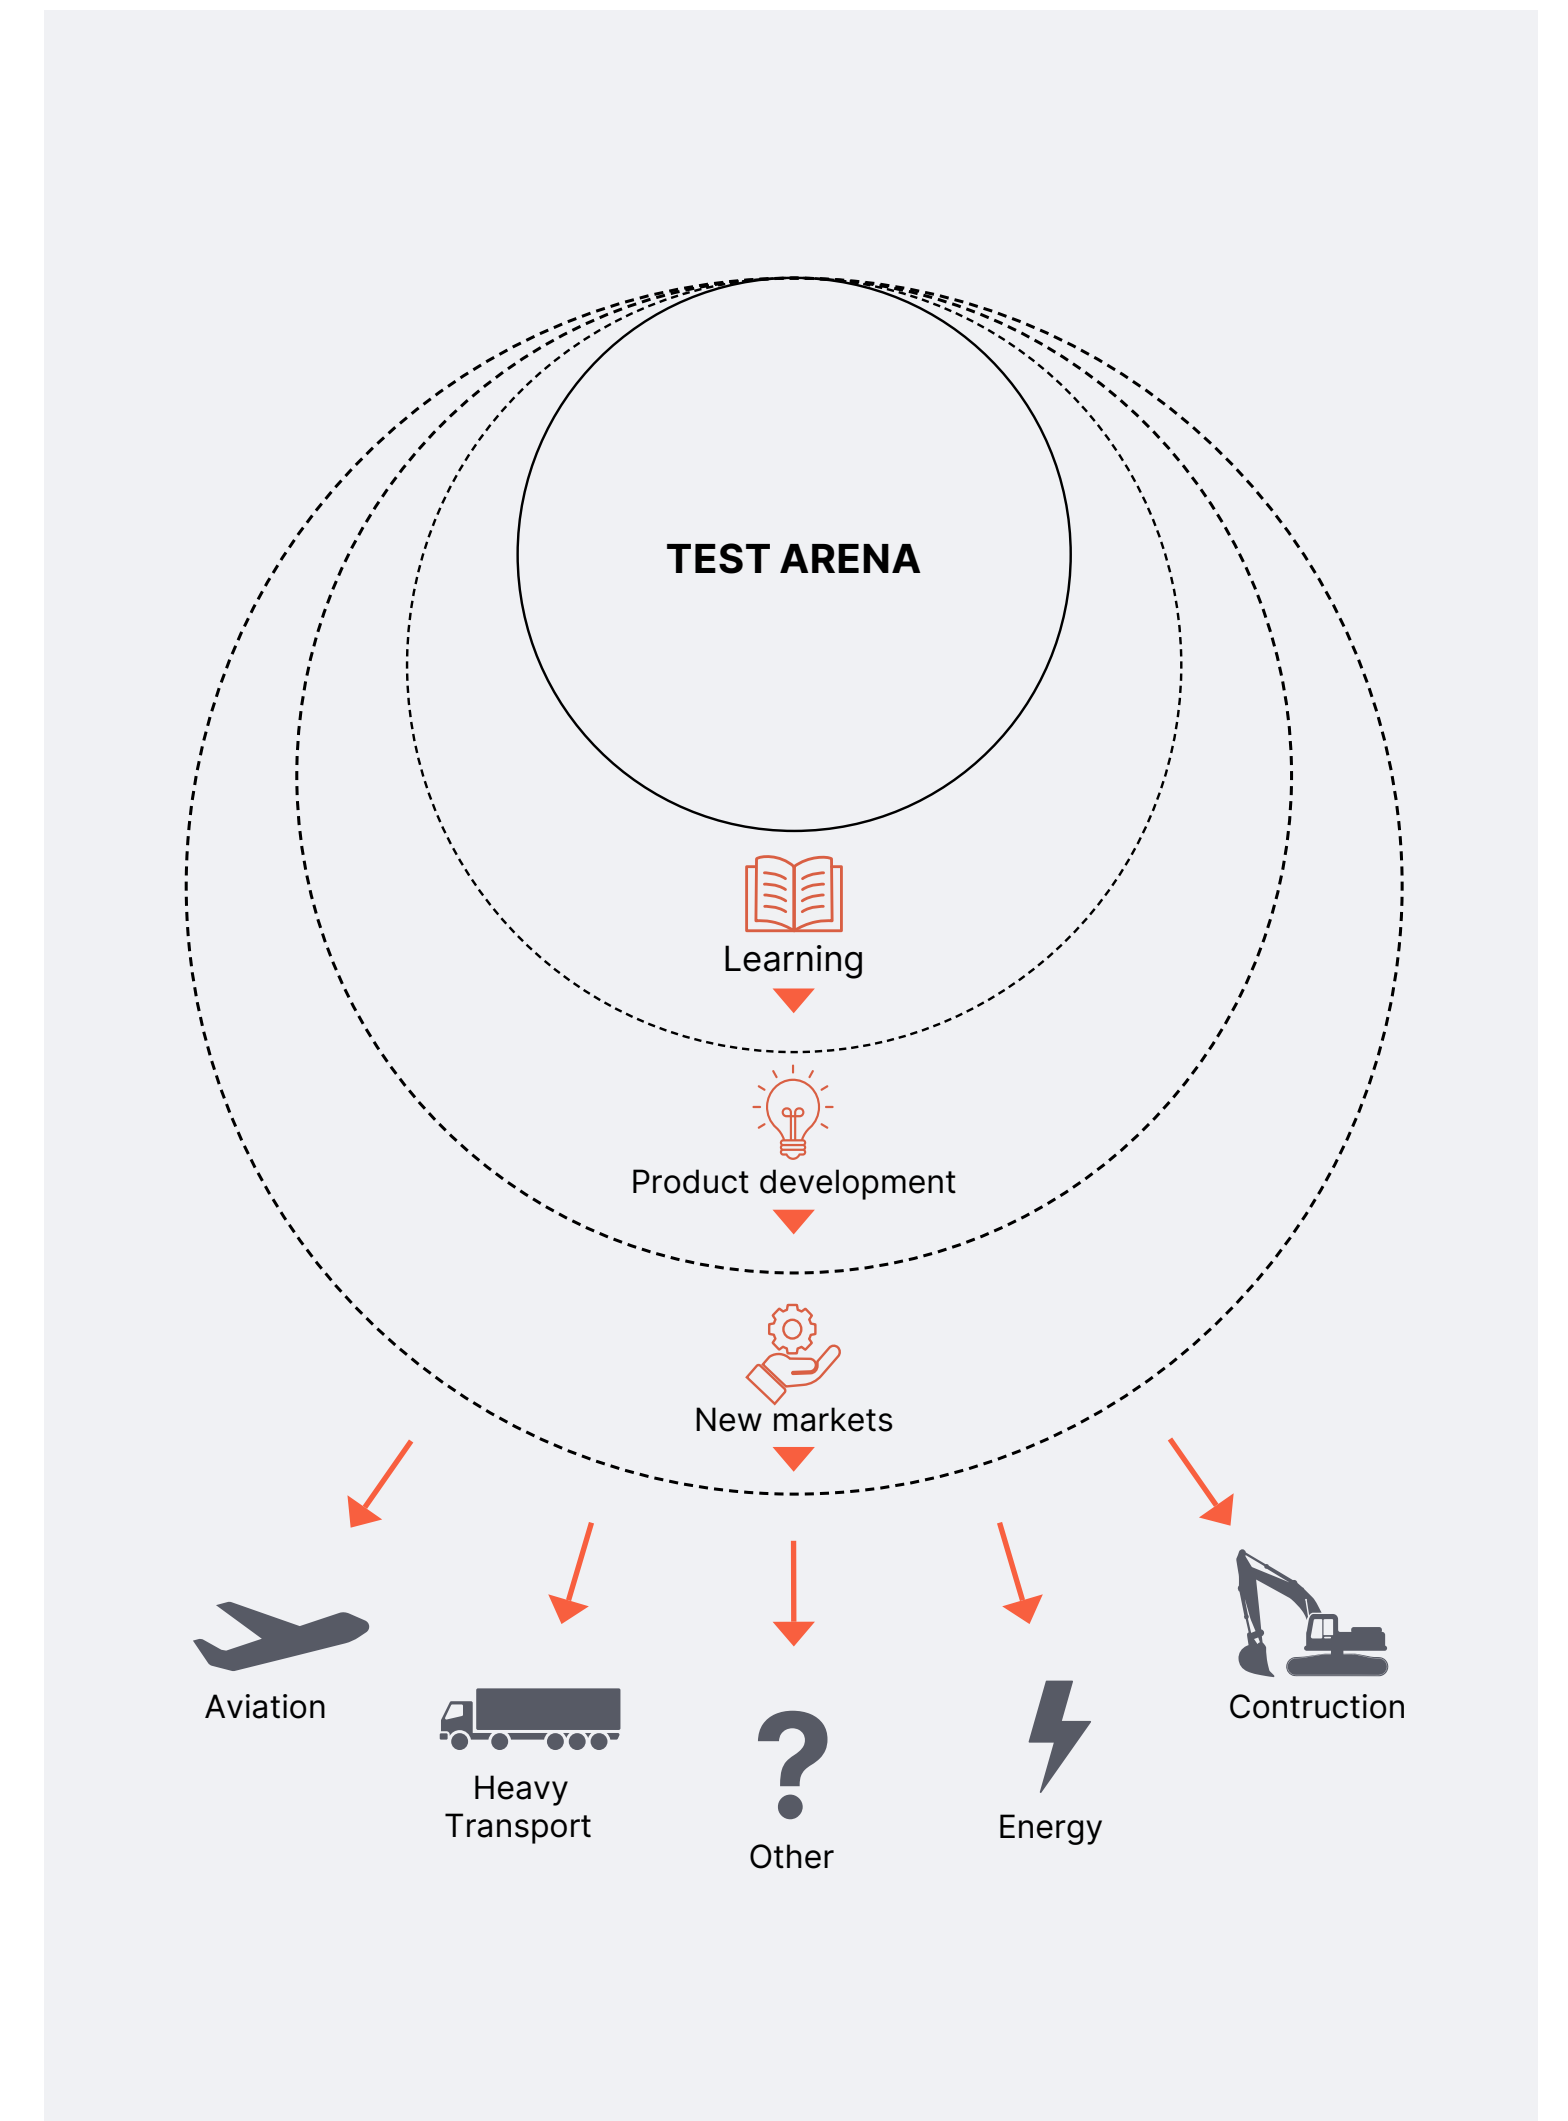 TEST ARENA
Learning
Product development
New markets
Aviation
Heavy
Transport
Other
Energy
Contruction